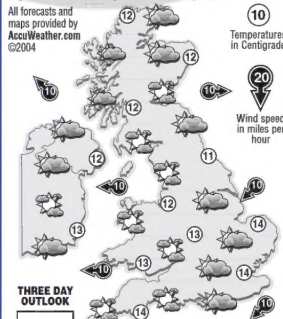 All forecasts and
maps provided by
AccuWeather.com
©2004
12
10
Temperatures
in Centigrade
12
20
10
10
12
Wind speed
in miles per
hour
12
11
10
10
12
13
13
14
10
13
14
THREE DAY
OUTLOOK
14
10